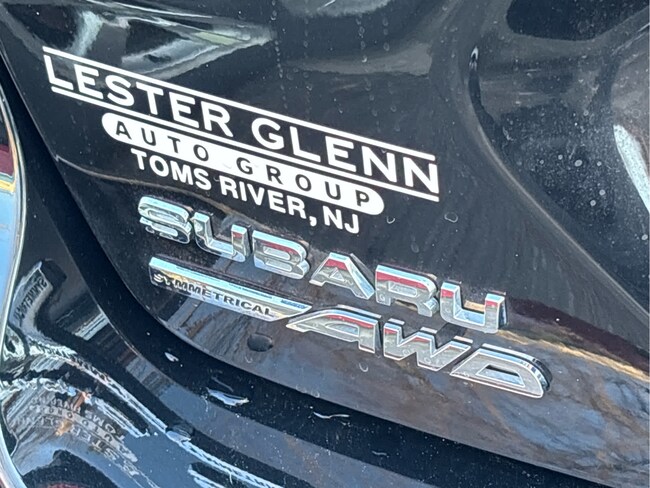 LESTER GLENN
AUTO GROUP
TOMS RIVER, NJ
SUBARU
SYMMETRICAL
AWD